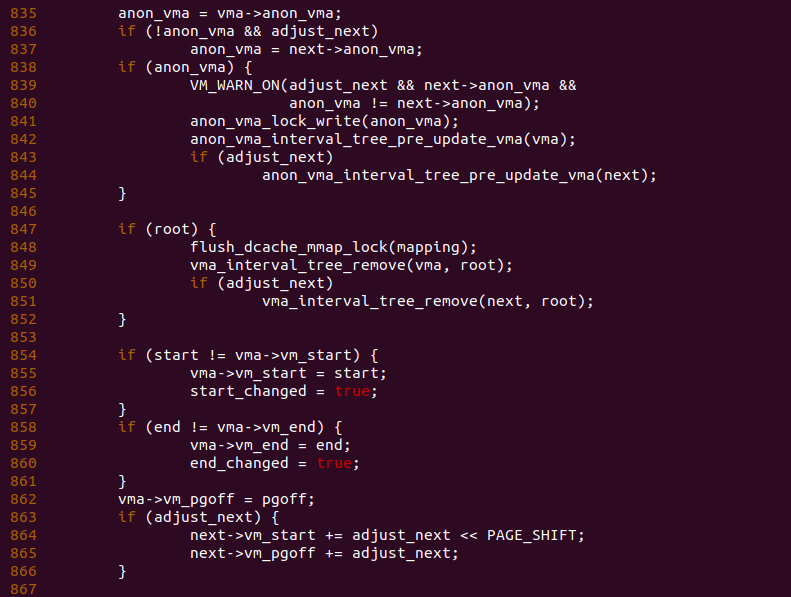 835         anon_vma = vma->anon_vma;
836         if (!anon_vma && adjust_next)
837                 anon_vma = next->anon_vma;
838         if (anon_vma) {
839                 VM_WARN_ON(adjust_next && next->anon_vma &&
840                            anon_vma != next->anon_vma);
841                 anon_vma_lock_write(anon_vma);
842                 anon_vma_interval_tree_pre_update_vma(vma);
843                 if (adjust_next)
844                         anon_vma_interval_tree_pre_update_vma(next);
845         }
846
847         if (root) {
848                 flush_dcache_mmap_lock(mapping);
849                 vma_interval_tree_remove(vma, root);
850                 if (adjust_next)
851                         vma_interval_tree_remove(next, root);
852         }
853
854         if (start != vma->vm_start) {
855                 vma->vm_start = start;
856                 start_changed = true;
857         }
858         if (end != vma->vm_end) {
859                 vma->vm_end = end;
860                 end_changed = true;
861         }
862         vma->vm_pgoff = pgoff;
863         if (adjust_next) {
864                 next->vm_start += adjust_next << PAGE_SHIFT;
865                 next->vm_pgoff += adjust_next;
866         }
867